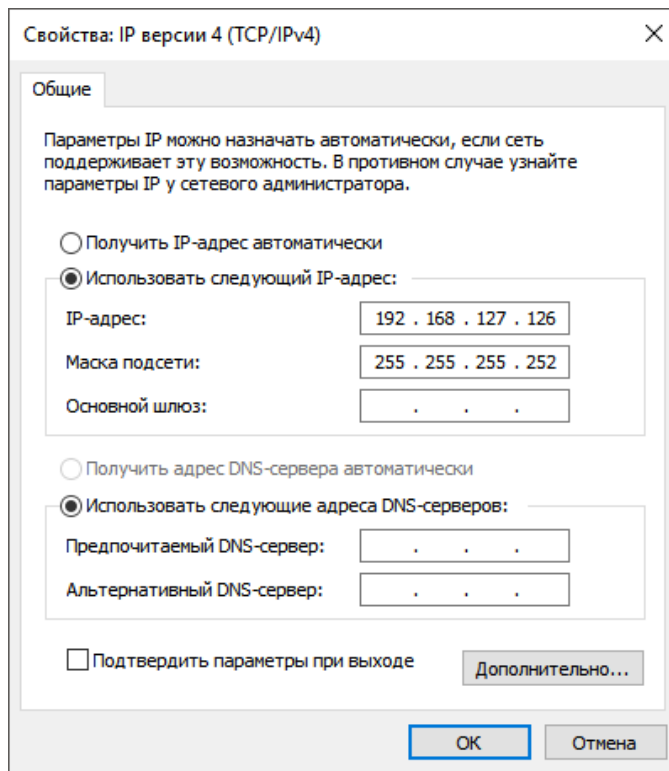 Свойства: IP версии 4 (TCP/IPv4)
Общие
Параметры IP можно назначать автоматически, если сеть
поддерживает эту возможность. В противном случае узнайте
параметры IP у сетевого администратора.
Получить IP-адрес автоматически
Использовать следующий IP-адрес:
IP-адрес: 192 . 168 . 127 . 126
Маска подсети: 255 . 255 . 255 . 252
Основной шлюз: . . .
Получить адрес DNS-сервера автоматически
Использовать следующие адреса DNS-серверов:
Предпочитаемый DNS-сервер: . . .
Альтернативный DNS-сервер: . . .
Подтвердить параметры при выходе Дополнительно...
ОК Отмена